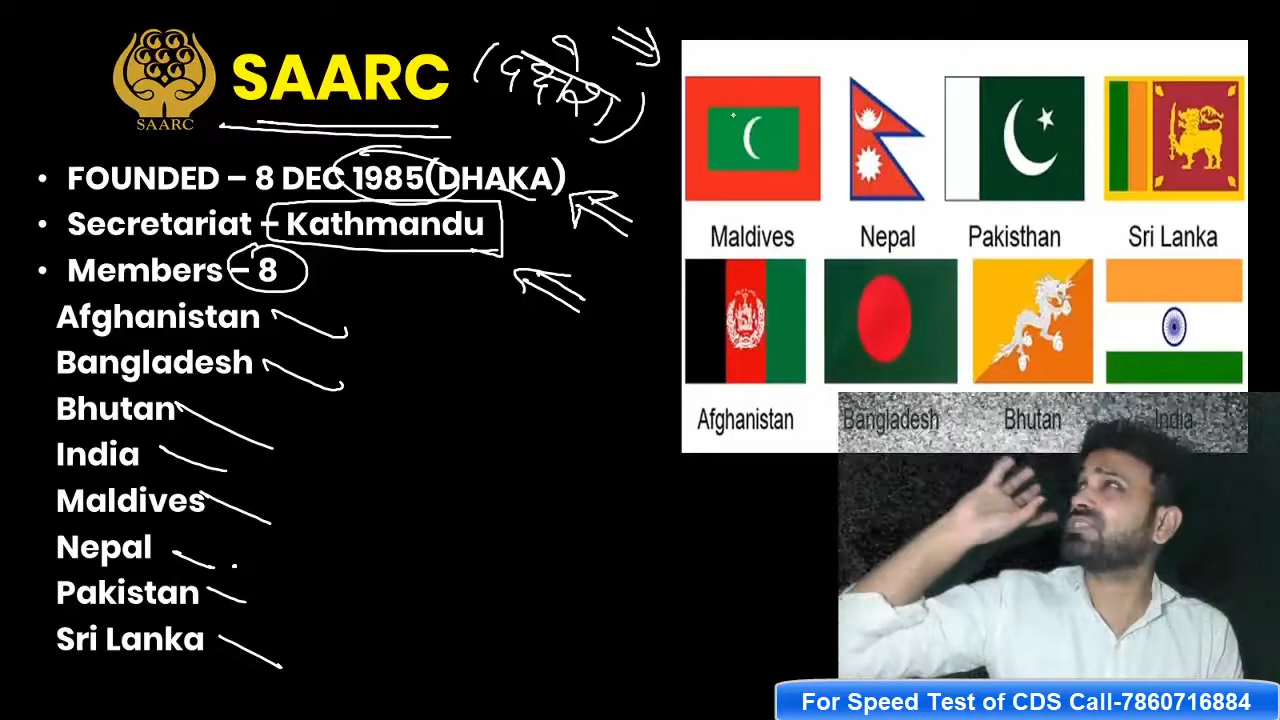 SAARC
SAARC
• FOUNDED – 8 DEC 1985(DHAKA)
• Secretariat – Kathmandu
• Members – 8
Afghanistan
Bangladesh
Bhutan
India
Maldives
Nepal
Pakistan
Sri Lanka
Maldives Nepal Pakisthan Sri Lanka
Afghanistan Bangladesh Bhutan India
For Speed Test of CDS Call-7860716884